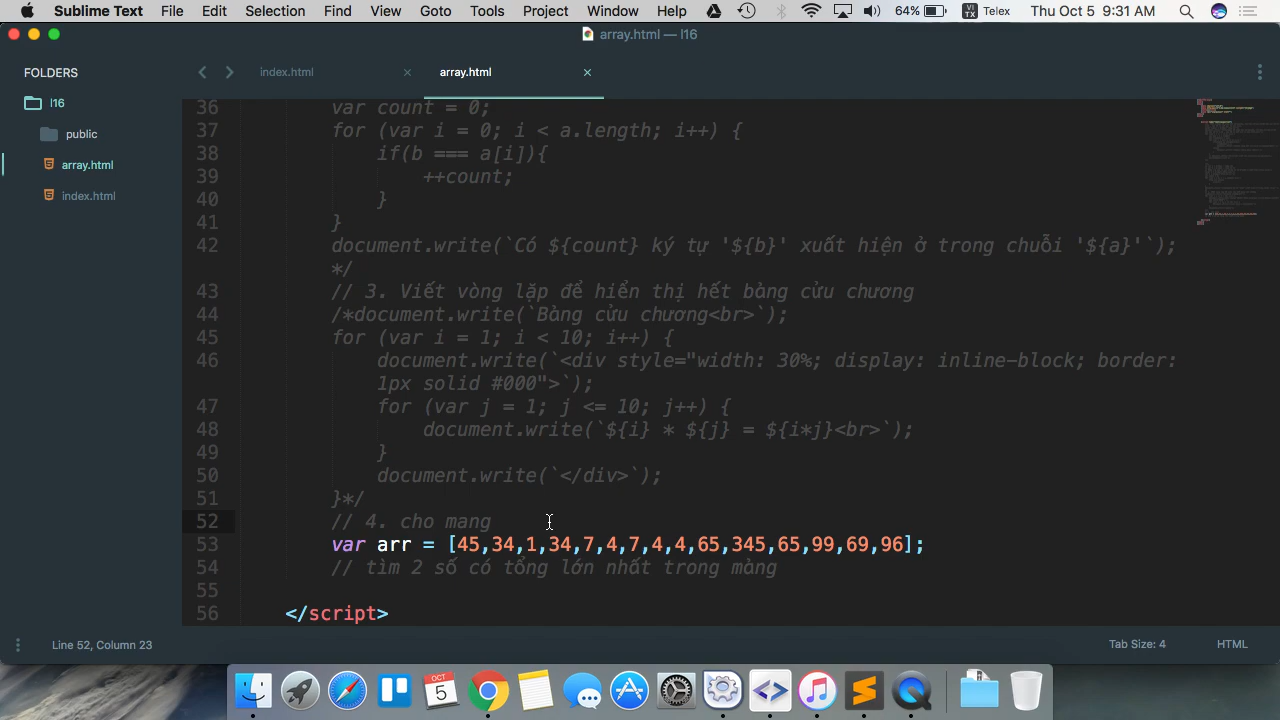 Sublime Text File Edit Selection Find View Goto Tools Project Window Help 64% VI TX Telex Thu Oct 5 9:31 AM
array.html — l16
FOLDERS
l16
public
array.html
index.html
index.html × array.html ×
36 var count = 0;
37 for (var i = 0; i < a.length; i++) {
38 if(b === a[i]){
39 ++count;
40 }
41 }
42 document.write(`Có ${count} ký tự '${b}' xuất hiện ở trong chuỗi '${a}'`);
*/
43 // 3. Viết vòng lặp để hiển thị hết bảng cửu chương
44 /*document.write(`Bảng cửu chương<br>`);
45 for (var i = 1; i < 10; i++) {
46 document.write(`<div style="width: 30%; display: inline-block; border:
1px solid #000">`);
47 for (var j = 1; j <= 10; j++) {
48 document.write(`${i} * ${j} = ${i*j}<br>`);
49 }
50 document.write(`</div>`);
51 }*/
52 // 4. cho mang
53 var arr = [45,34,1,34,7,4,7,4,4,65,345,65,99,69,96];
54 // tìm 2 số có tổng lớn nhất trong màng
55
56 </script>
Line 52, Column 23
Tab Size: 4 HTML
OCT
5